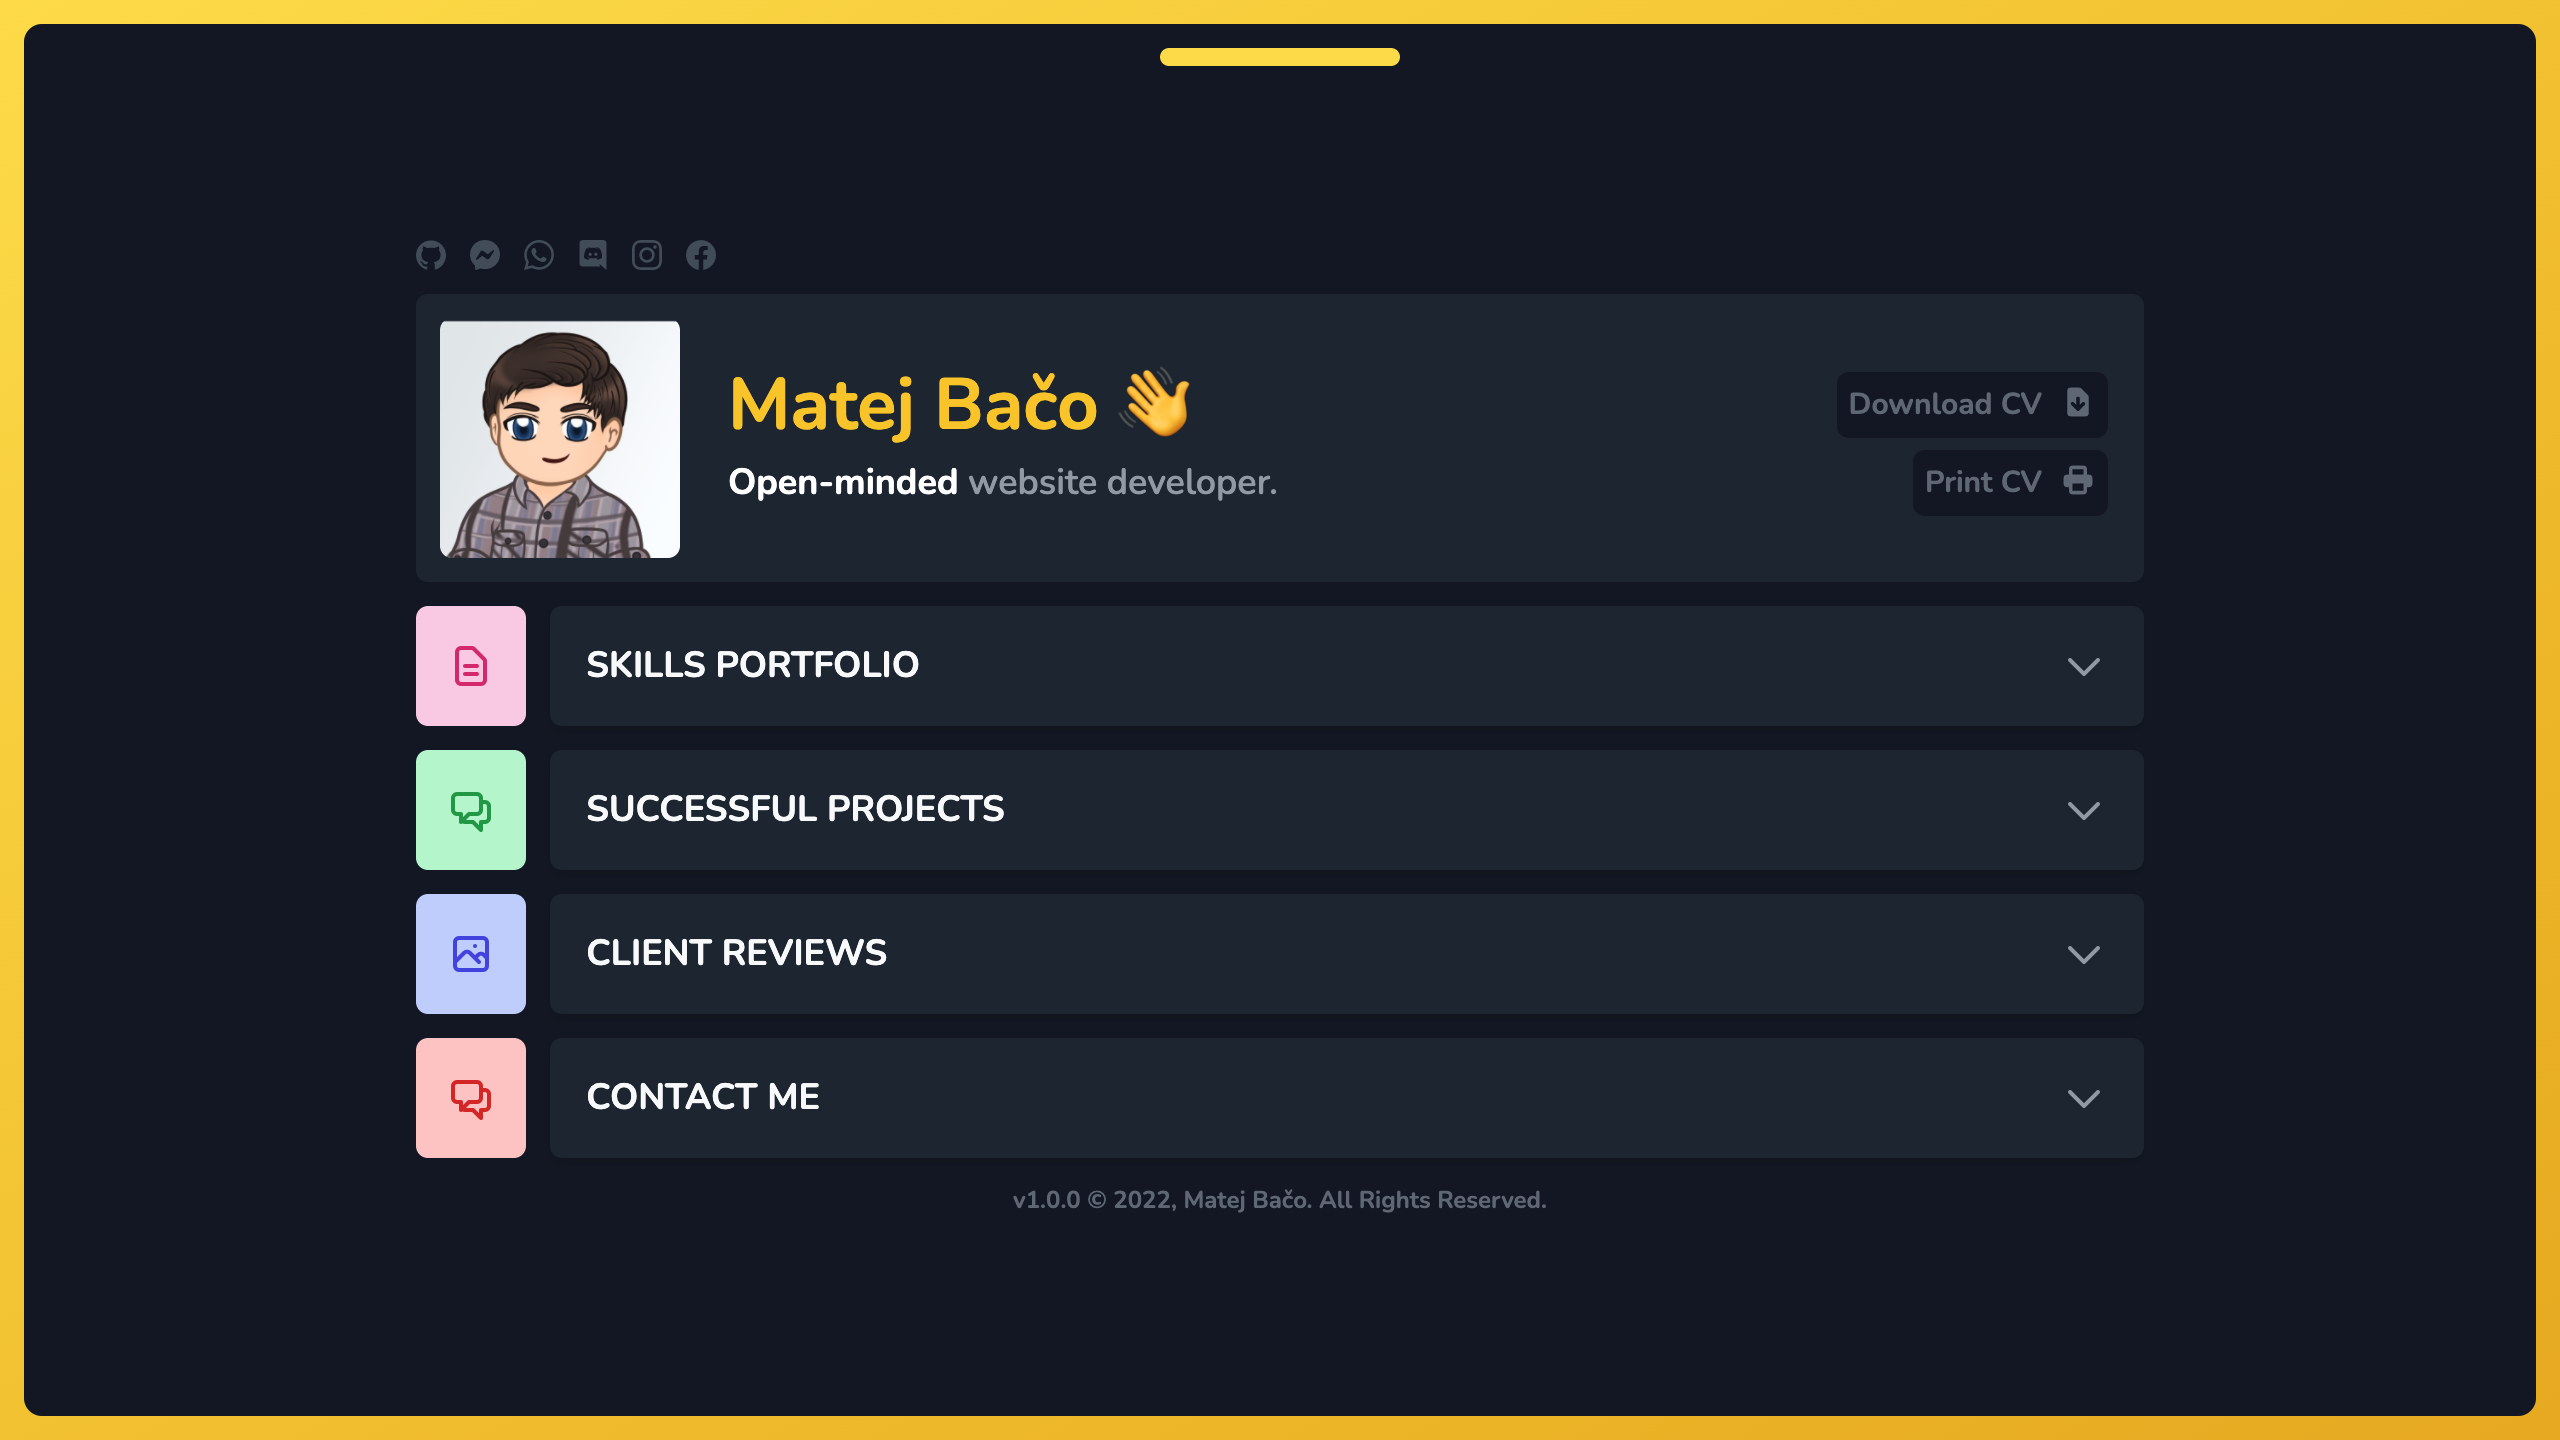 Matej Bačo 👋
Open-minded website developer.
Download CV
Print CV
SKILLS PORTFOLIO
SUCCESSFUL PROJECTS
CLIENT REVIEWS
CONTACT ME
v1.0.0 © 2022, Matej Bačo. All Rights Reserved.